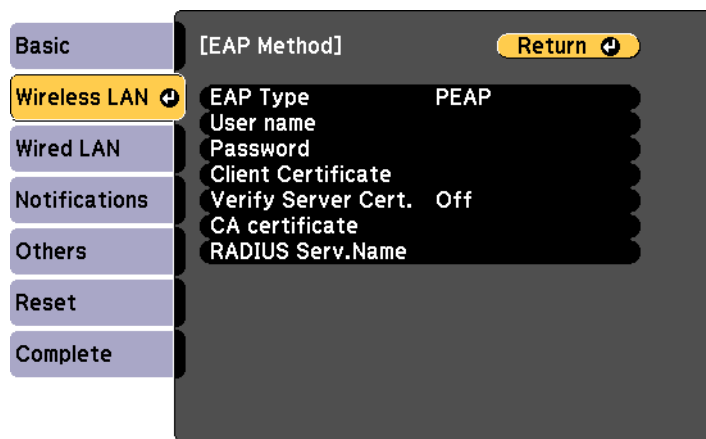 Basic
Wireless LAN
Wired LAN
Notifications
Others
Reset
Complete
[EAP Method]
Return
EAP Type PEAP
User name
Password
Client Certificate
Verify Server Cert. Off
CA certificate
RADIUS Serv.Name